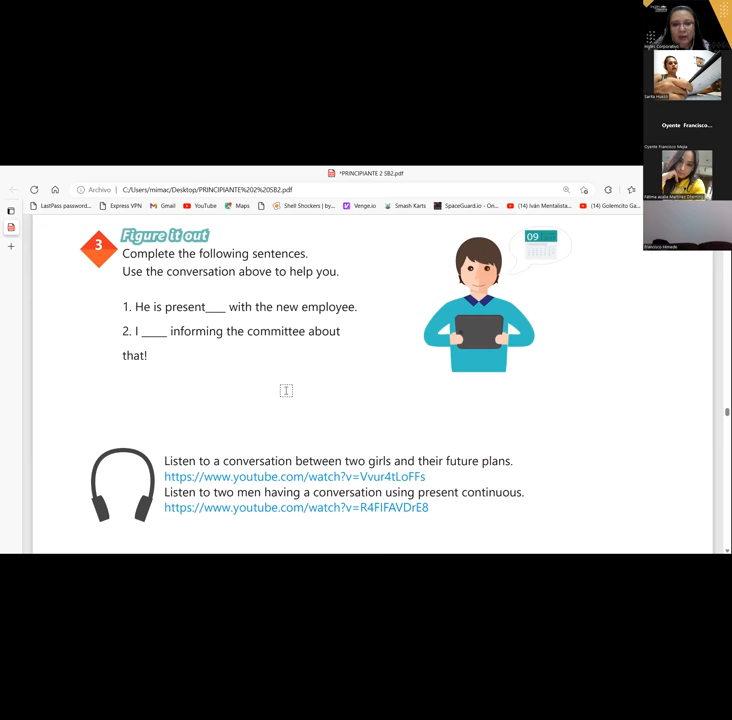 *PRINCIPIANTE 2 SB2.pdf
Archivo | C:/Users/mimac/Desktop/PRINCIPIANTE%202%20SB2.pdf
LastPass password... Express VPN Gmail YouTube Maps Shell Shockers | by... Venge.io Smash Karts SpaceGuard.io - On... (14) Iván Mentalista... (14) Golemcito Ga...
3
Figure it out
Complete the following sentences.
Use the conversation above to help you.
09
1. He is present___ with the new employee.
2. I ____ informing the committee about
that!
Listen to a conversation between two girls and their future plans.
https://www.youtube.com/watch?v=Vvur4tLoFFs
Listen to two men having a conversation using present continuous.
https://www.youtube.com/watch?v=R4FIFAVDrE8
Inglés Corporativo
Oyente Francisco...
Oyente Francisco Mejia